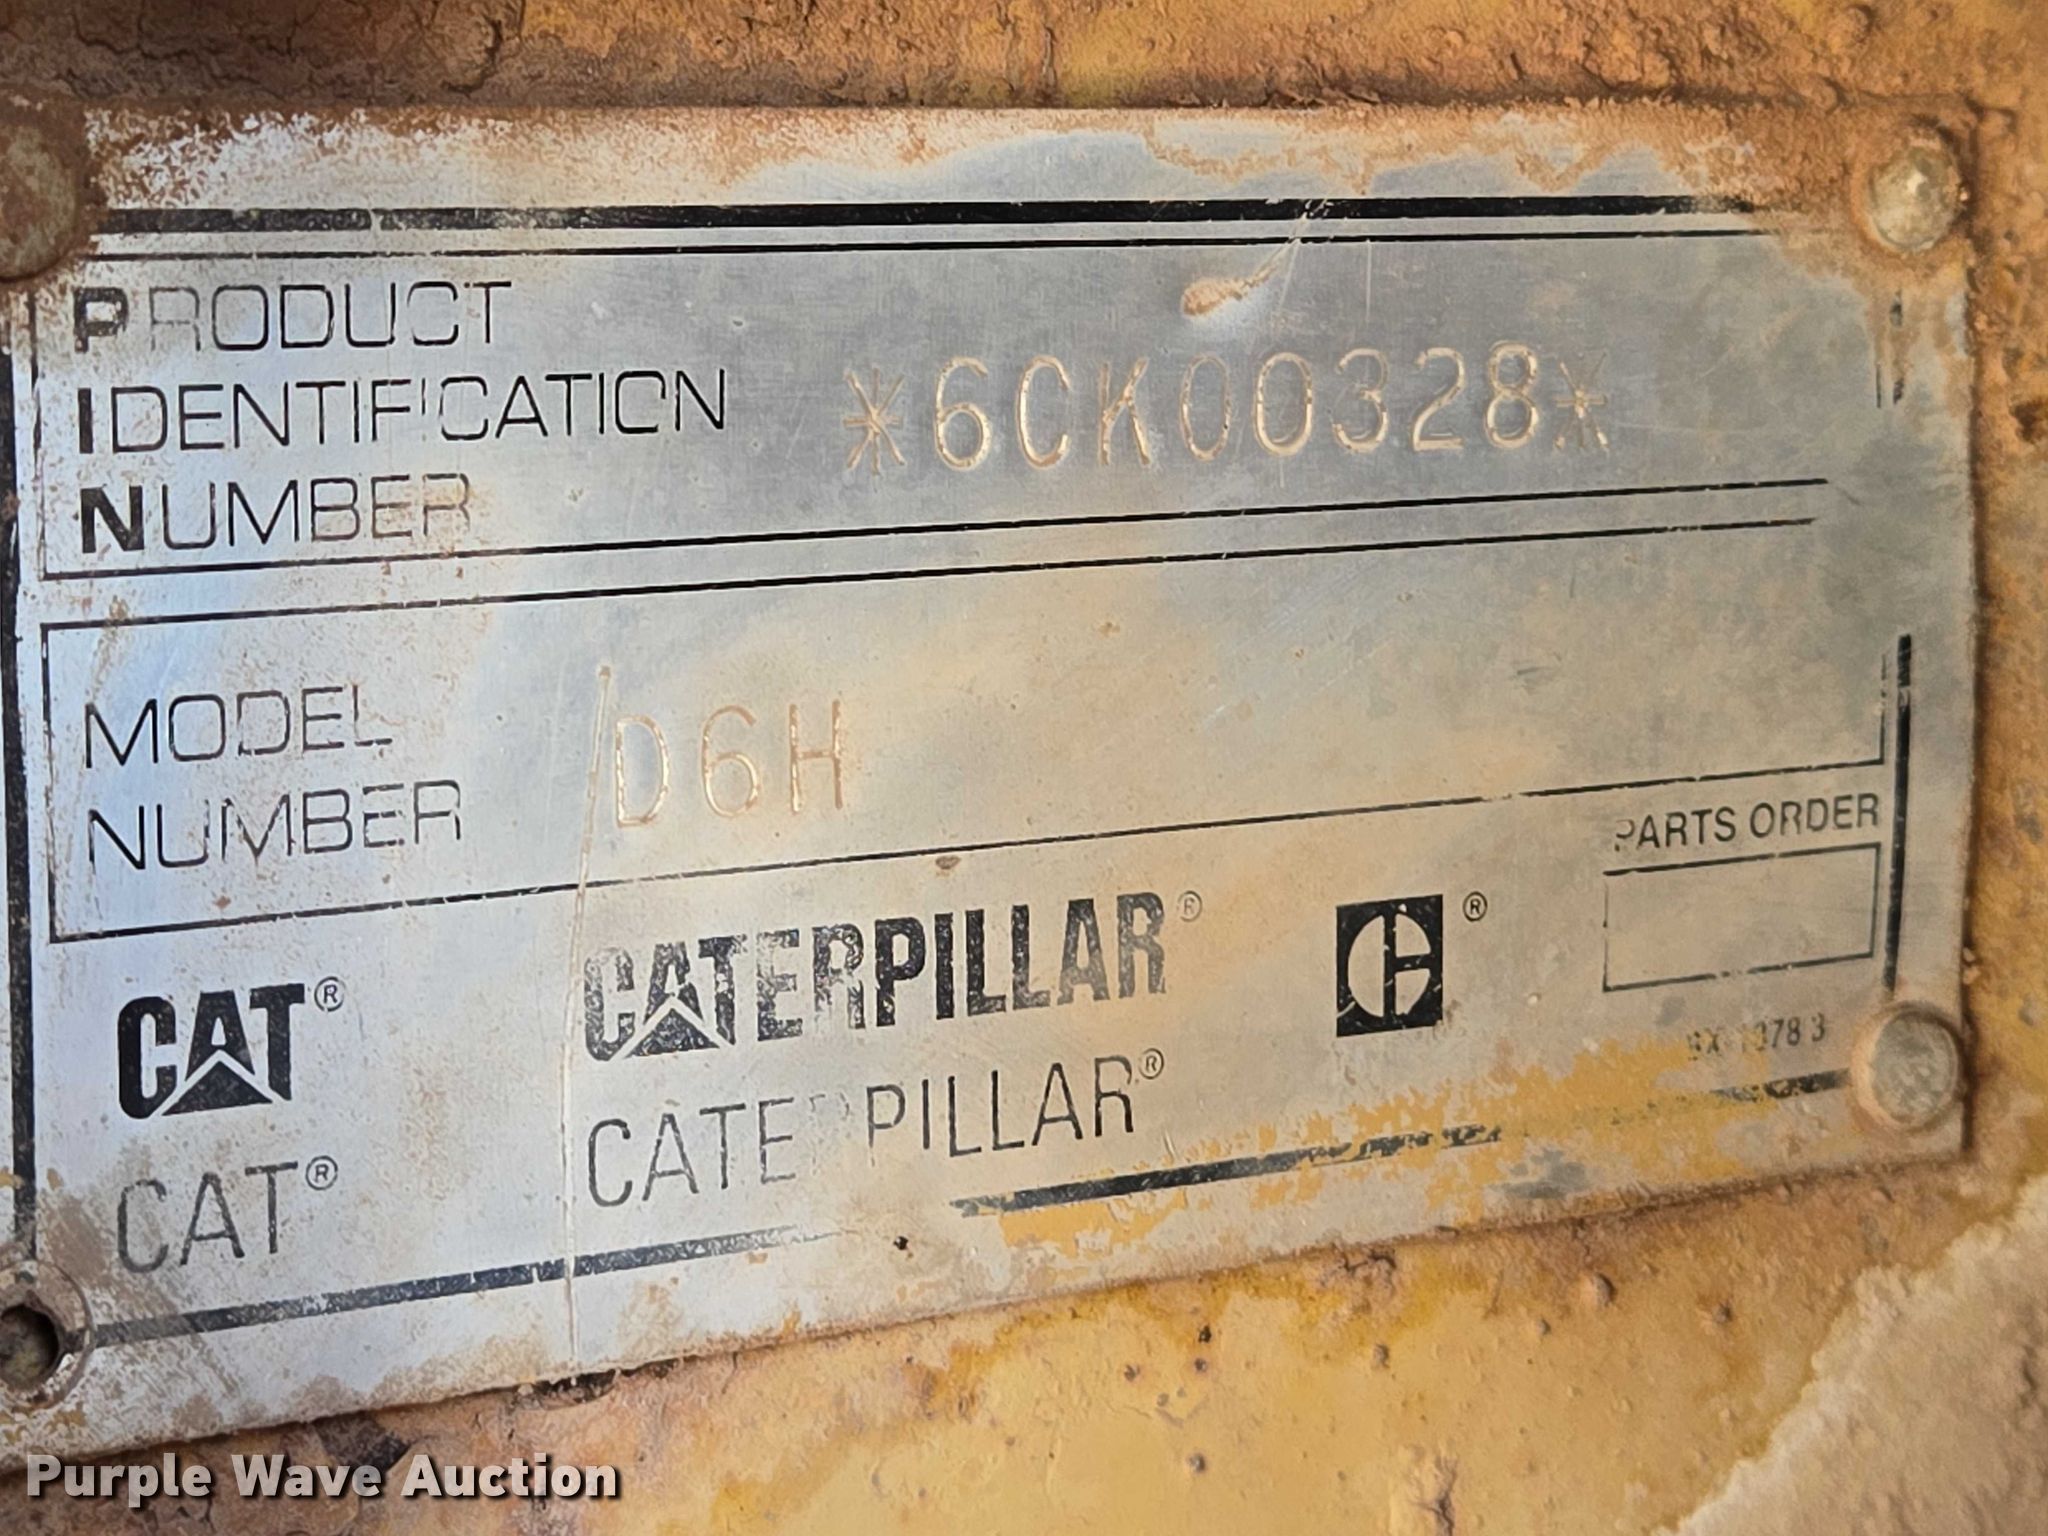 PRODUCT
IDENTIFICATION
NUMBER
*6CK00328*
MODEL
NUMBER
D6H
PARTS ORDER
CAT®
CATERPILLAR®
®
CAT®
CATERPILLAR®
Purple Wave Auction